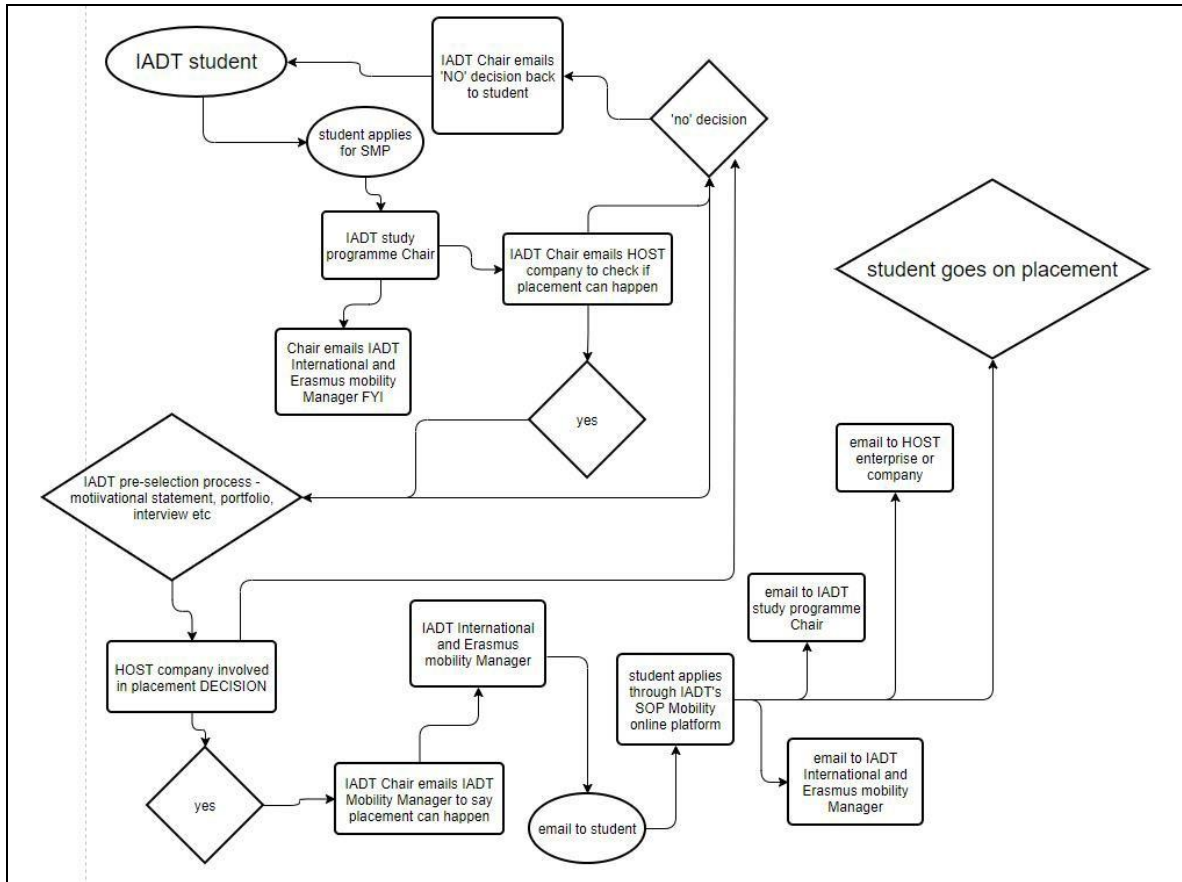 IADT student
IADT Chair emails
'NO' decision back
to student
'no' decision
student applies
for SMP
IADT study
programme Chair
IADT Chair emails HOST
company to check if
placement can happen
student goes on placement
Chair emails IADT
International and
Erasmus mobility
Manager FYI
yes
IADT pre-selection process -
motiivational statement, portfolio,
interview etc
email to HOST
enterprise or
company
email to IADT
study programme
Chair
IADT International
and Erasmus
mobility Manager
HOST company involved
in placement DECISION
student applies
through IADT's
SOP Mobility
online platform
yes
IADT Chair emails IADT
Mobility Manager to say
placement can happen
email to student
email to IADT
International and
Erasmus mobility
Manager